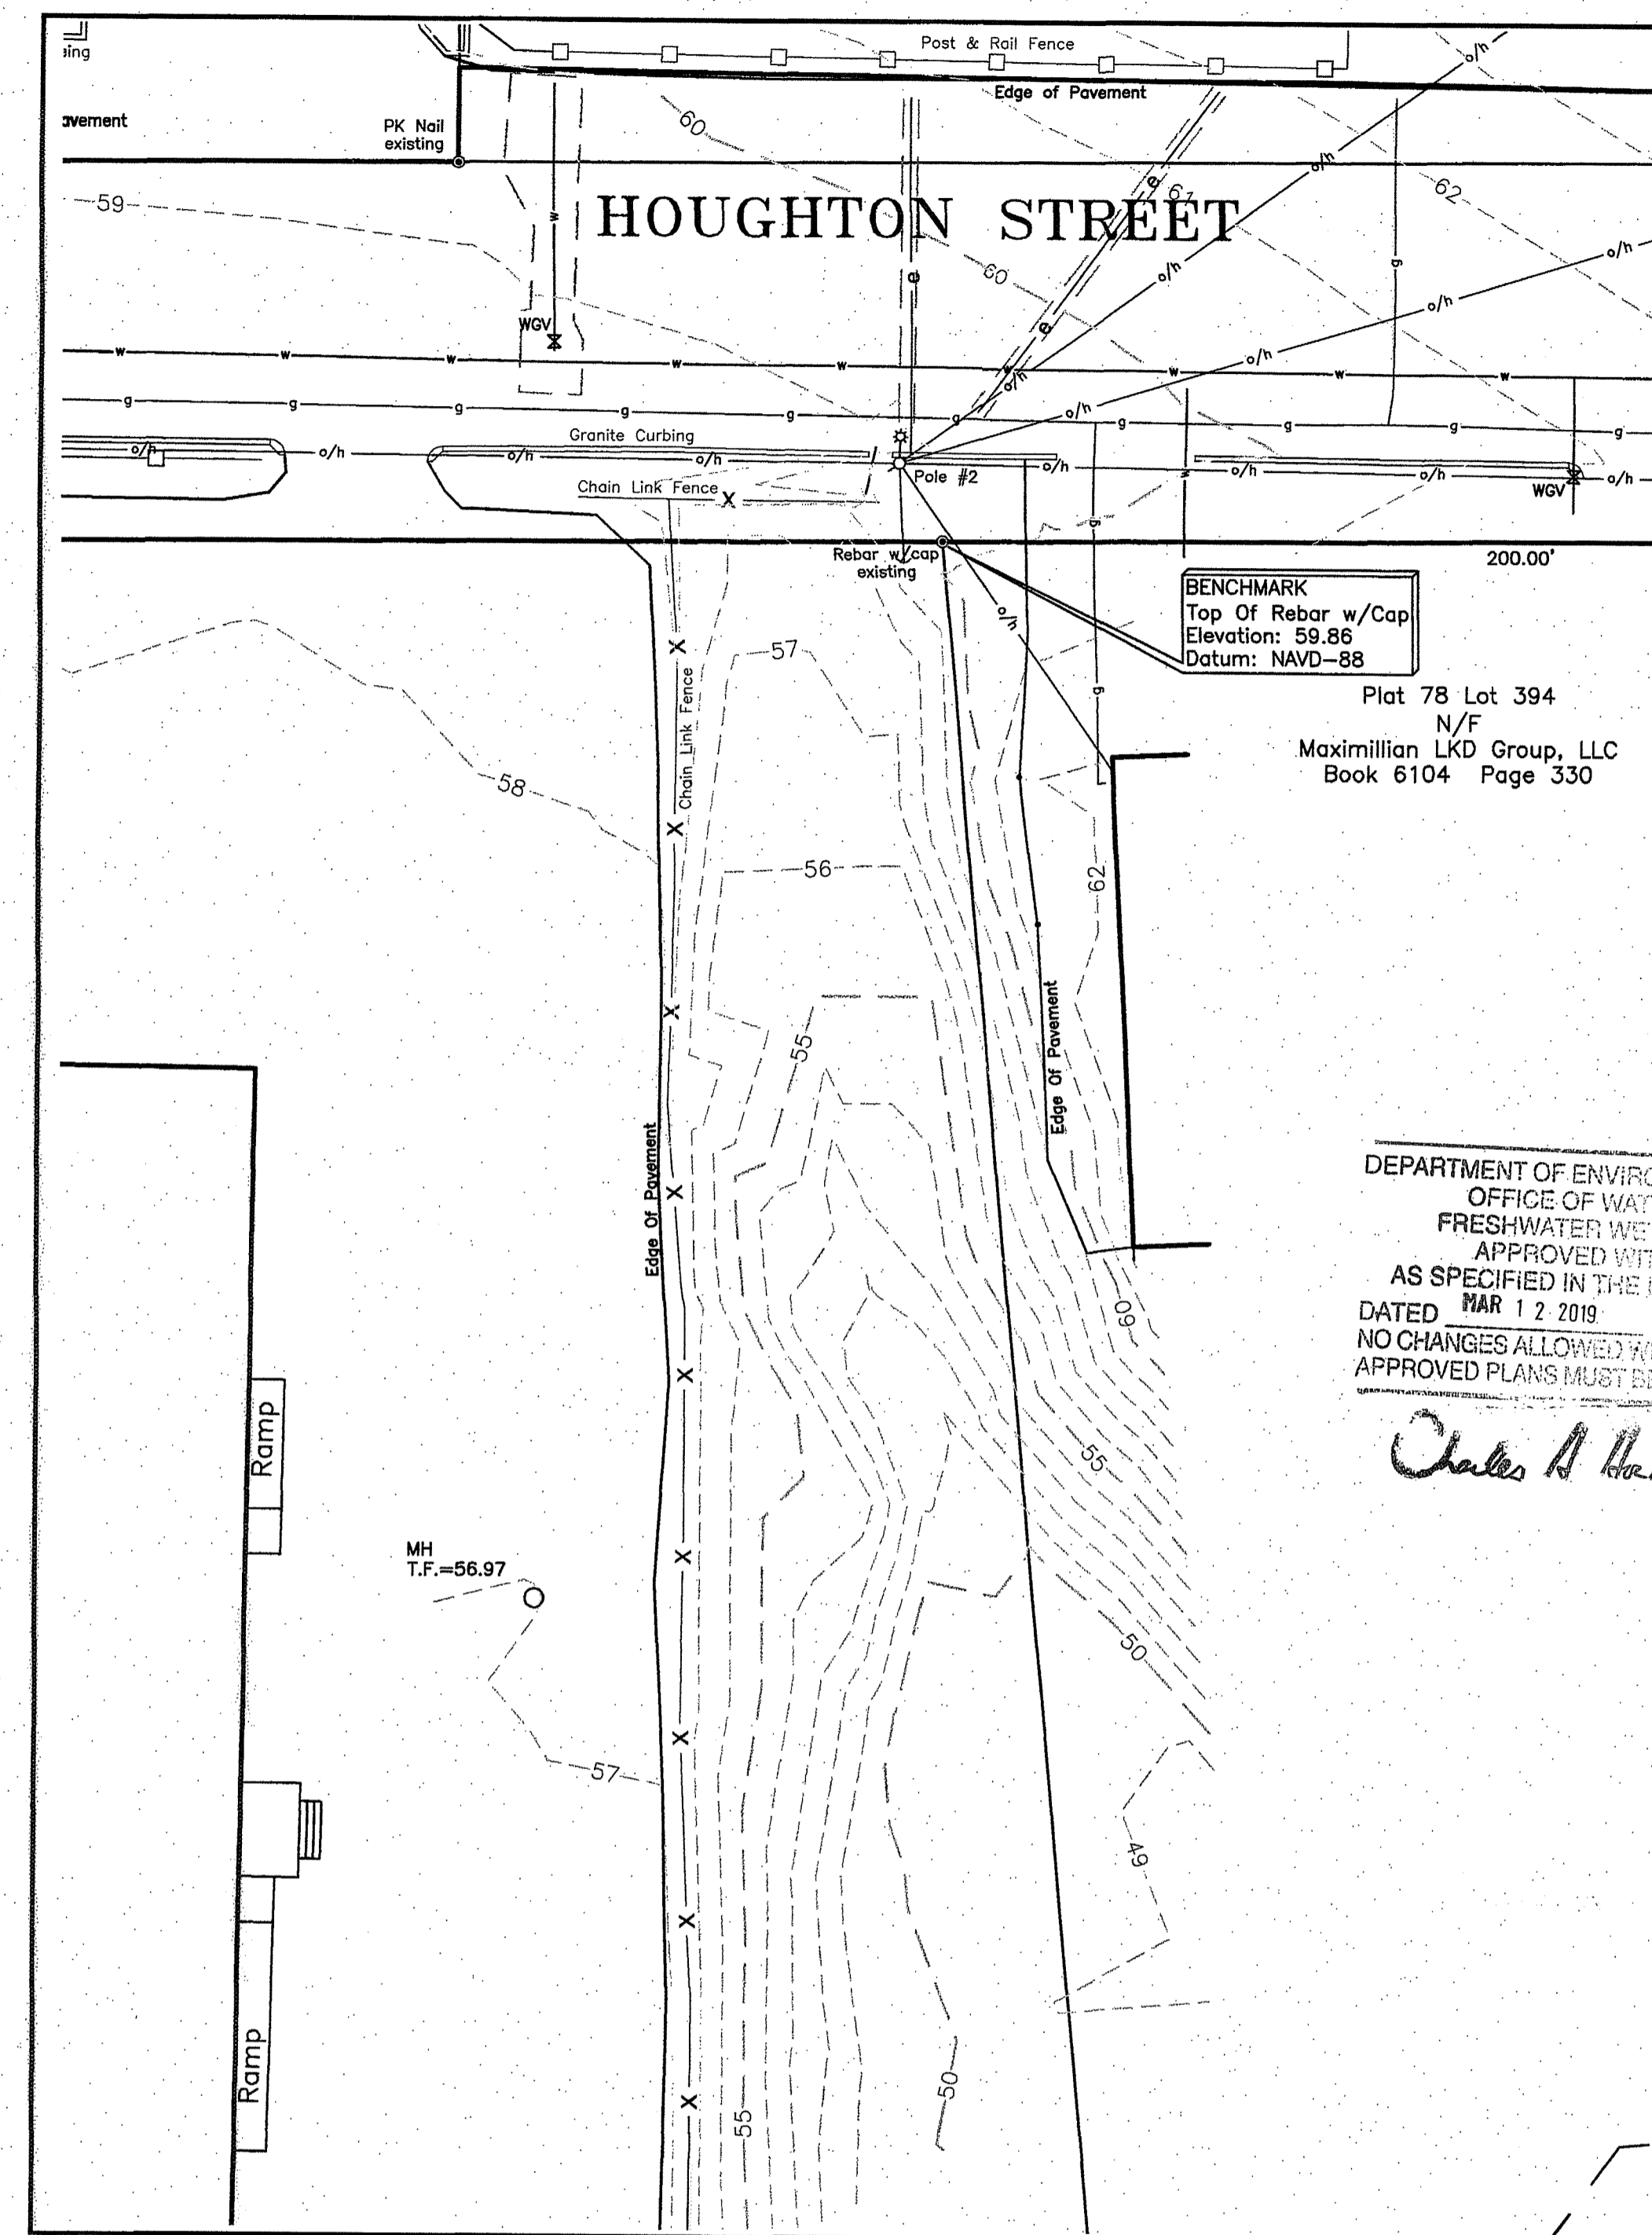 Post & Rail Fence
Edge of Pavement
PK Nail
existing
60
o/h
HOUGHTON STREET
59
61
62
o/h
o/h
o/h
e
w
e
g
60
o/h
o/h
e
WGV
w w w w w w w w w
o/h
o/h
o/h
g g g g g g g g g g
Granite Curbing
o/h o/h o/h o/h o/h o/h o/h o/h
Pole #2
w
WGV
Chain Link Fence X
g
Rebar w/cap
existing
200.00'
BENCHMARK
Top Of Rebar w/Cap
Elevation: 59.86
Datum: NAVD-88
o/h
57
X
Chain Link Fence
g
Plat 78 Lot 394
N/F
Maximillian LKD Group, LLC
Book 6104 Page 330
58
X
56
62
X
55
Edge Of Pavement
Edge Of Pavement
X
DEPARTMENT OF ENVIRO
OFFICE OF WAT
FRESHWATER WE
APPROVED WIT
AS SPECIFIED IN THE
DATED MAR 12 2019
NO CHANGES ALLOWED W
APPROVED PLANS MUST BE
60
X
Charles A
Ramp
55
MH
T.F.=56.97
X
50
X
57
49
X
Ramp
50
X
55